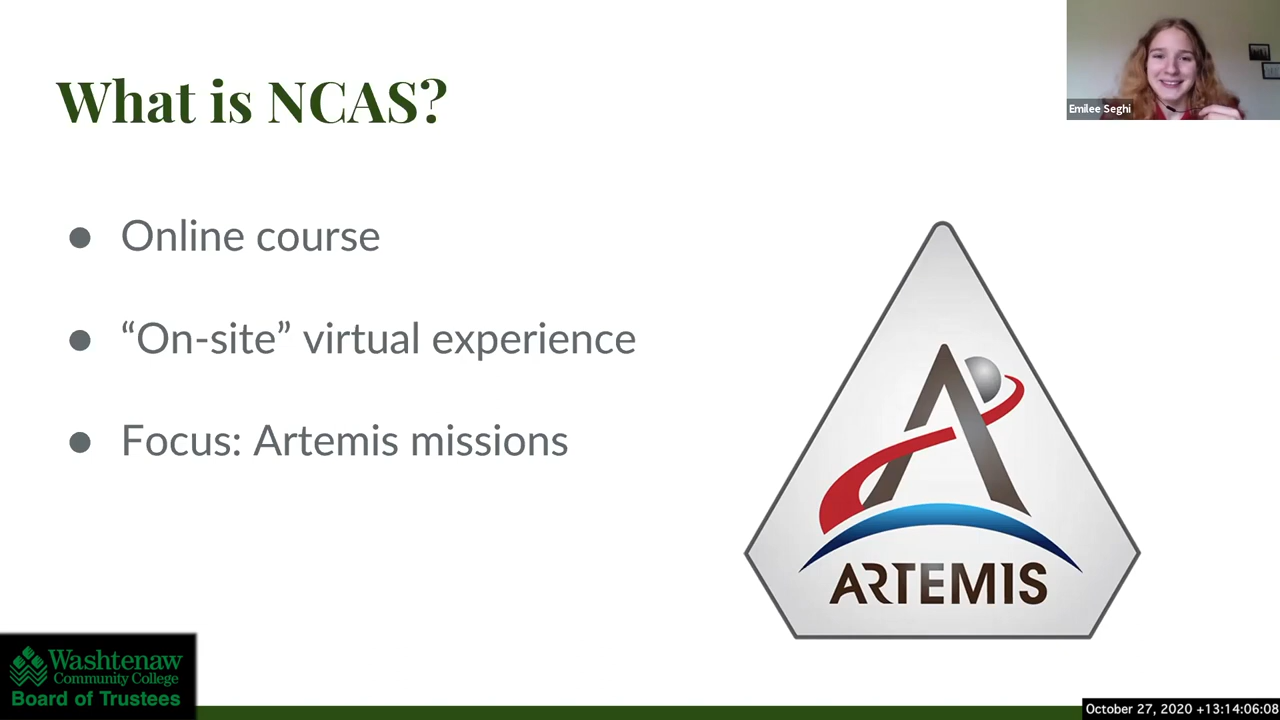 What is NCAS?
Emilee Seghi
● Online course
● “On-site” virtual experience
● Focus: Artemis missions
ARTEMIS
Washtenaw
Community College
Board of Trustees
October 27, 2020 +13:14:06:08